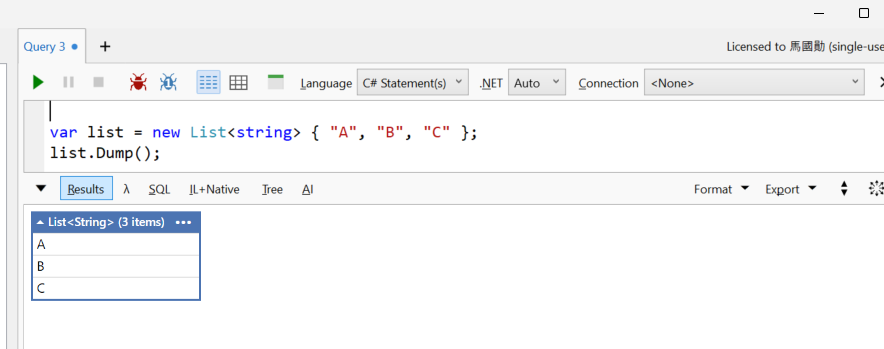 Query 3
Licensed to 馬國勛 (single-use
Language C# Statement(s) .NET Auto Connection <None>
var list = new List<string> { "A", "B", "C" };
list.Dump();
Results λ SQL IL+Native Tree AI Format Export
List<String> (3 items)
A
B
C